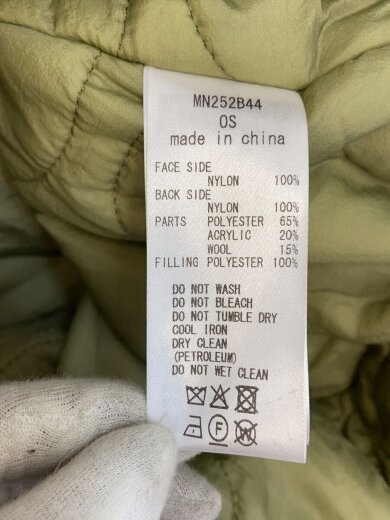 MN252B44
OS
made in china
FACE SIDE
NYLON 100%
BACK SIDE
NYLON 100%
PARTS POLYESTER 65%
ACRYLIC 20%
WOOL 15%
FILLING POLYESTER 100%
DO NOT WASH
DO NOT BLEACH
DO NOT TUMBLE DRY
COOL IRON
DRY CLEAN
(PETROLEUM)
DO NOT WET CLEAN
F
W